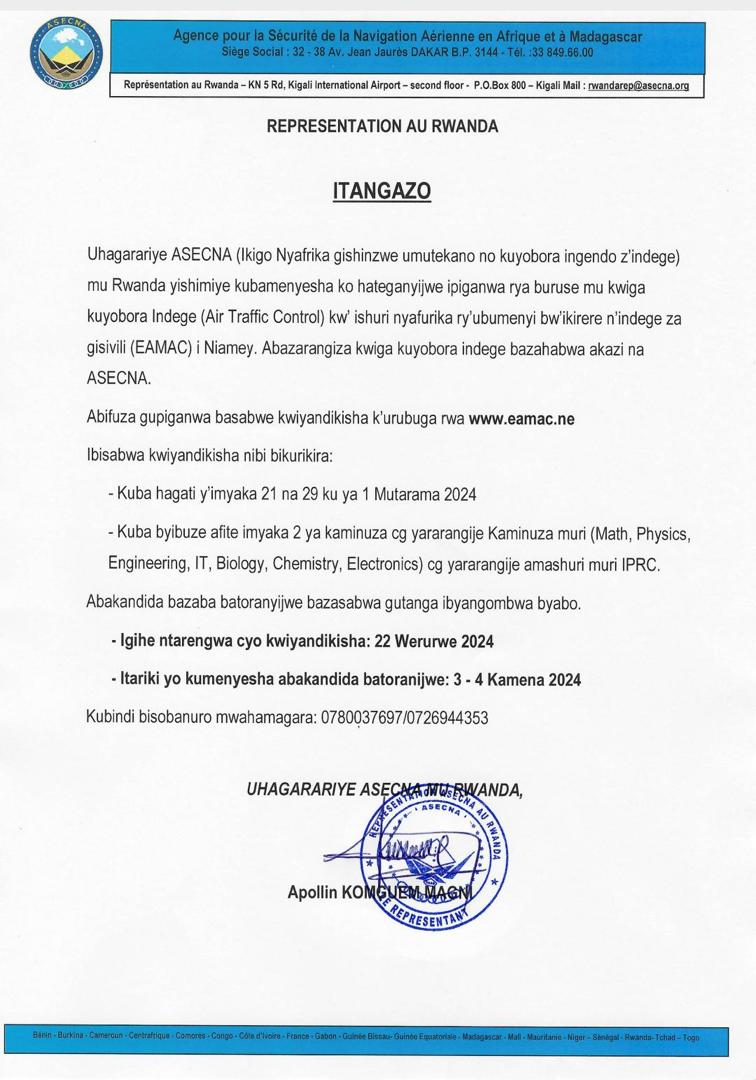 ASECNA
Agence pour la Sécurité de la Navigation Aérienne en Afrique et à Madagascar
Siège Social : 32 - 38 Av. Jean Jaurès DAKAR B.P. 3144 - Tél. :33 849.66.00
Représentation au Rwanda – KN 5 Rd, Kigali International Airport – second floor - P.O.Box 800 – Kigali Mail : rwandarep@asecna.org
REPRESENTATION AU RWANDA
ITANGAZO
Uhagarariye ASECNA (Ikigo Nyafrika gishinzwe umutekano no kuyobora ingendo z'indege)
mu Rwanda yishimiye kubamenyesha ko hateganyijwe ipiganwa rya buruse mu kwiga
kuyobora Indege (Air Traffic Control) kw' ishuri nyafurika ry'ubumenyi bw'ikirere n'indege za
gisivili (EAMAC) i Niamey. Abazarangiza kwiga kuyobora indege bazahabwa akazi na
ASECNA.
Abifuza gupiganwa basabwe kwiyandikisha k'urubuga rwa www.eamac.ne
Ibisabwa kwiyandikisha nibi bikurikira:
- Kuba hagati y'imyaka 21 na 29 ku ya 1 Mutarama 2024
- Kuba byibuze afite imyaka 2 ya kaminuza cg yararangije Kaminuza muri (Math, Physics,
Engineering, IT, Biology, Chemistry, Electronics) cg yararangije amashuri muri IPRC.
Abakandida bazaba batoranyijwe bazasabwa gutanga ibyangombwa byabo.
- Igihe ntarengwa cyo kwiyandikisha: 22 Werurwe 2024
- Itariki yo kumenyesha abakandida batoranijwe: 3 - 4 Kamena 2024
Kubindi bisobanuro mwahamagara: 0780037697/0726944353
UHAGARARIYE ASECNA MU RWANDA,
REPRESENTATION ASECNA AU RWANDA
ASECNA
LE REPRESENTANT
Apollin KOMGUEM MAGNI
Bénin - Burkina - Cameroun - Centrafrique - Comores - Congo - Côte d'Ivoire - France - Gabon - Guinée Bissau- Guinée Equatoriale - Madagascar - Mali - Mauritanie - Niger – Sénégal - Rwanda- Tchad – Togo